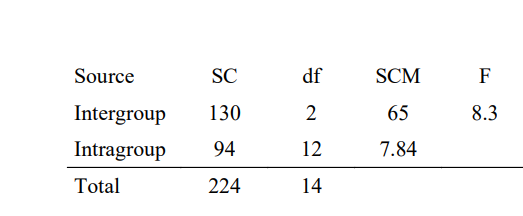 Source SC df SCM F
Intergroup 130 2 65 8.3
Intragroup 94 12 7.84
Total 224 14